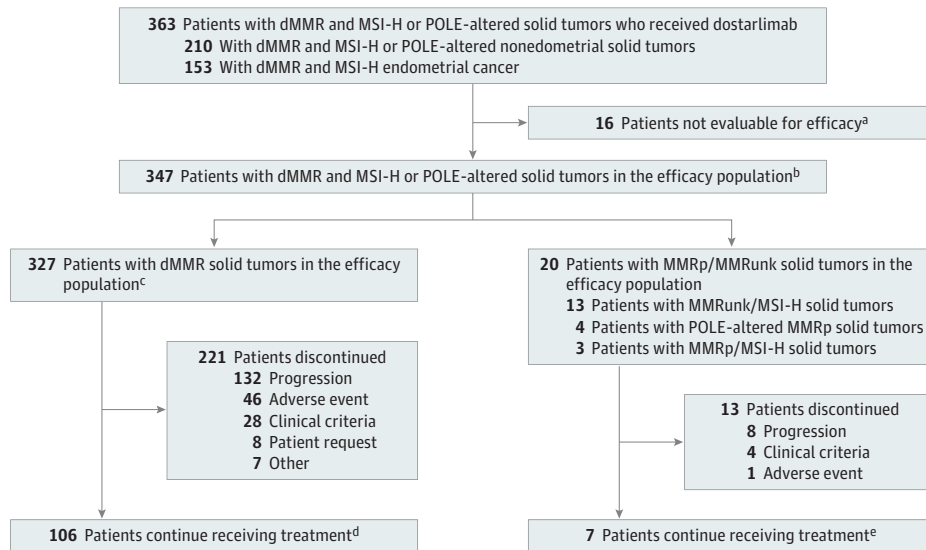 363 Patients with dMMR and MSI-H or POLE-altered solid tumors who received dostarlimab
210 With dMMR and MSI-H or POLE-altered nonedometrial solid tumors
153 With dMMR and MSI-H endometrial cancer
16 Patients not evaluable for efficacyᵃ
347 Patients with dMMR and MSI-H or POLE-altered solid tumors in the efficacy populationᵇ
327 Patients with dMMR solid tumors in the efficacy
populationᶜ
221 Patients discontinued
132 Progression
46 Adverse event
28 Clinical criteria
8 Patient request
7 Other
106 Patients continue receiving treatmentᵈ
20 Patients with MMRp/MMRunk solid tumors in the
efficacy population
13 Patients with MMRunk/MSI-H solid tumors
4 Patients with POLE-altered MMRp solid tumors
3 Patients with MMRp/MSI-H solid tumors
13 Patients discontinued
8 Progression
4 Clinical criteria
1 Adverse event
7 Patients continue receiving treatmentᵉ